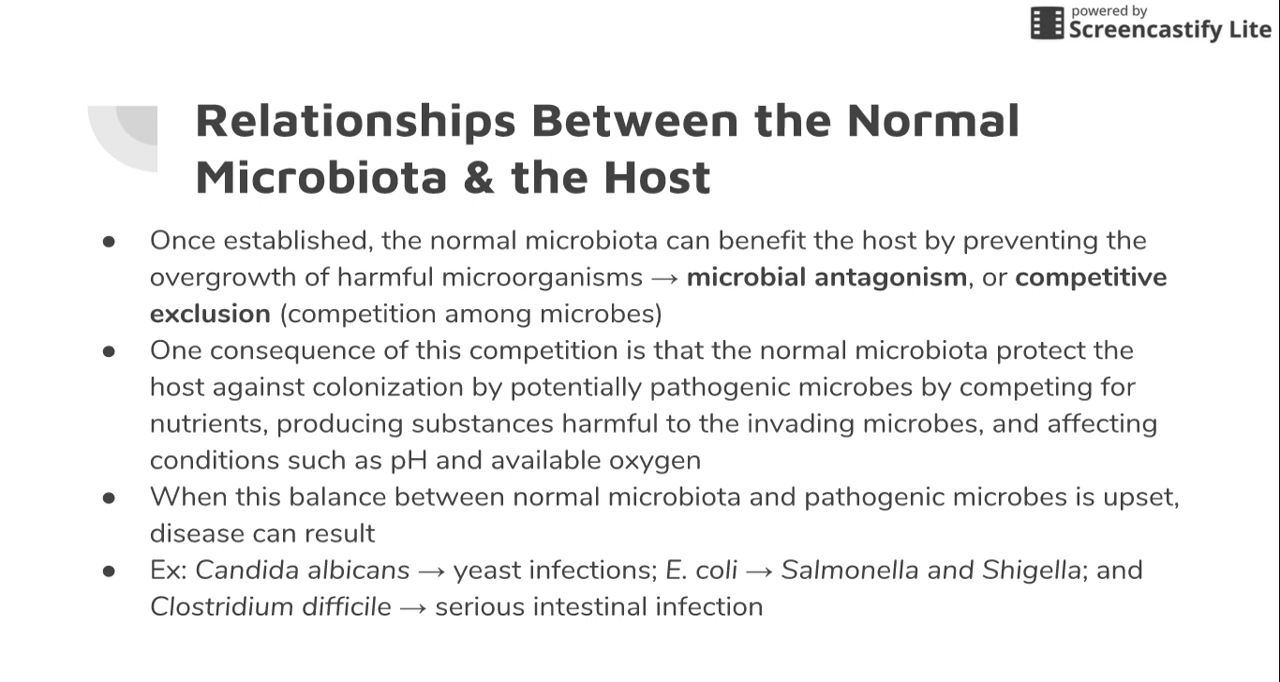 powered by
Screencastify Lite
Relationships Between the Normal
Microbiota & the Host
● Once established, the normal microbiota can benefit the host by preventing the
overgrowth of harmful microorganisms → microbial antagonism, or competitive
exclusion (competition among microbes)
● One consequence of this competition is that the normal microbiota protect the
host against colonization by potentially pathogenic microbes by competing for
nutrients, producing substances harmful to the invading microbes, and affecting
conditions such as pH and available oxygen
● When this balance between normal microbiota and pathogenic microbes is upset,
disease can result
● Ex: Candida albicans → yeast infections; E. coli → Salmonella and Shigella; and
Clostridium difficile → serious intestinal infection